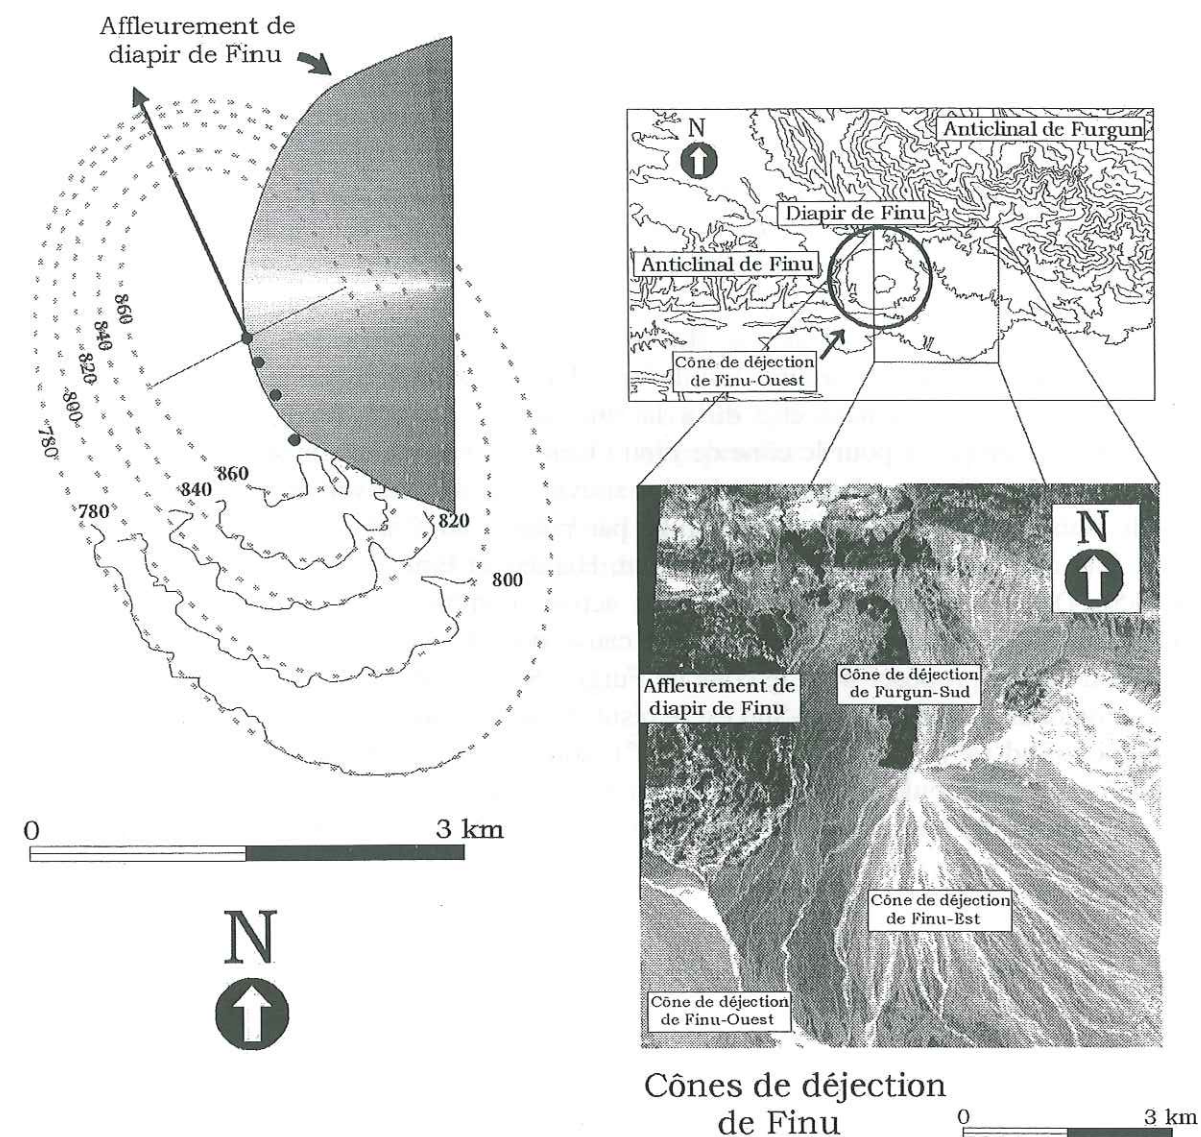 Affleurement de
diapir de Finu
860
840
820
800
780
860
840
780
820
800
0 3 km
N
N
Anticlinal de Furgun
Diapir de Finu
Anticlinal de Finu
Cône de déjection
de Finu-Ouest
N
Cône de déjection
de Furgun-Sud
Affleurement de
diapir de Finu
Cône de déjection
de Finu-Est
Cône de déjection
de Finu-Ouest
Cônes de déjection
de Finu
0 3 km